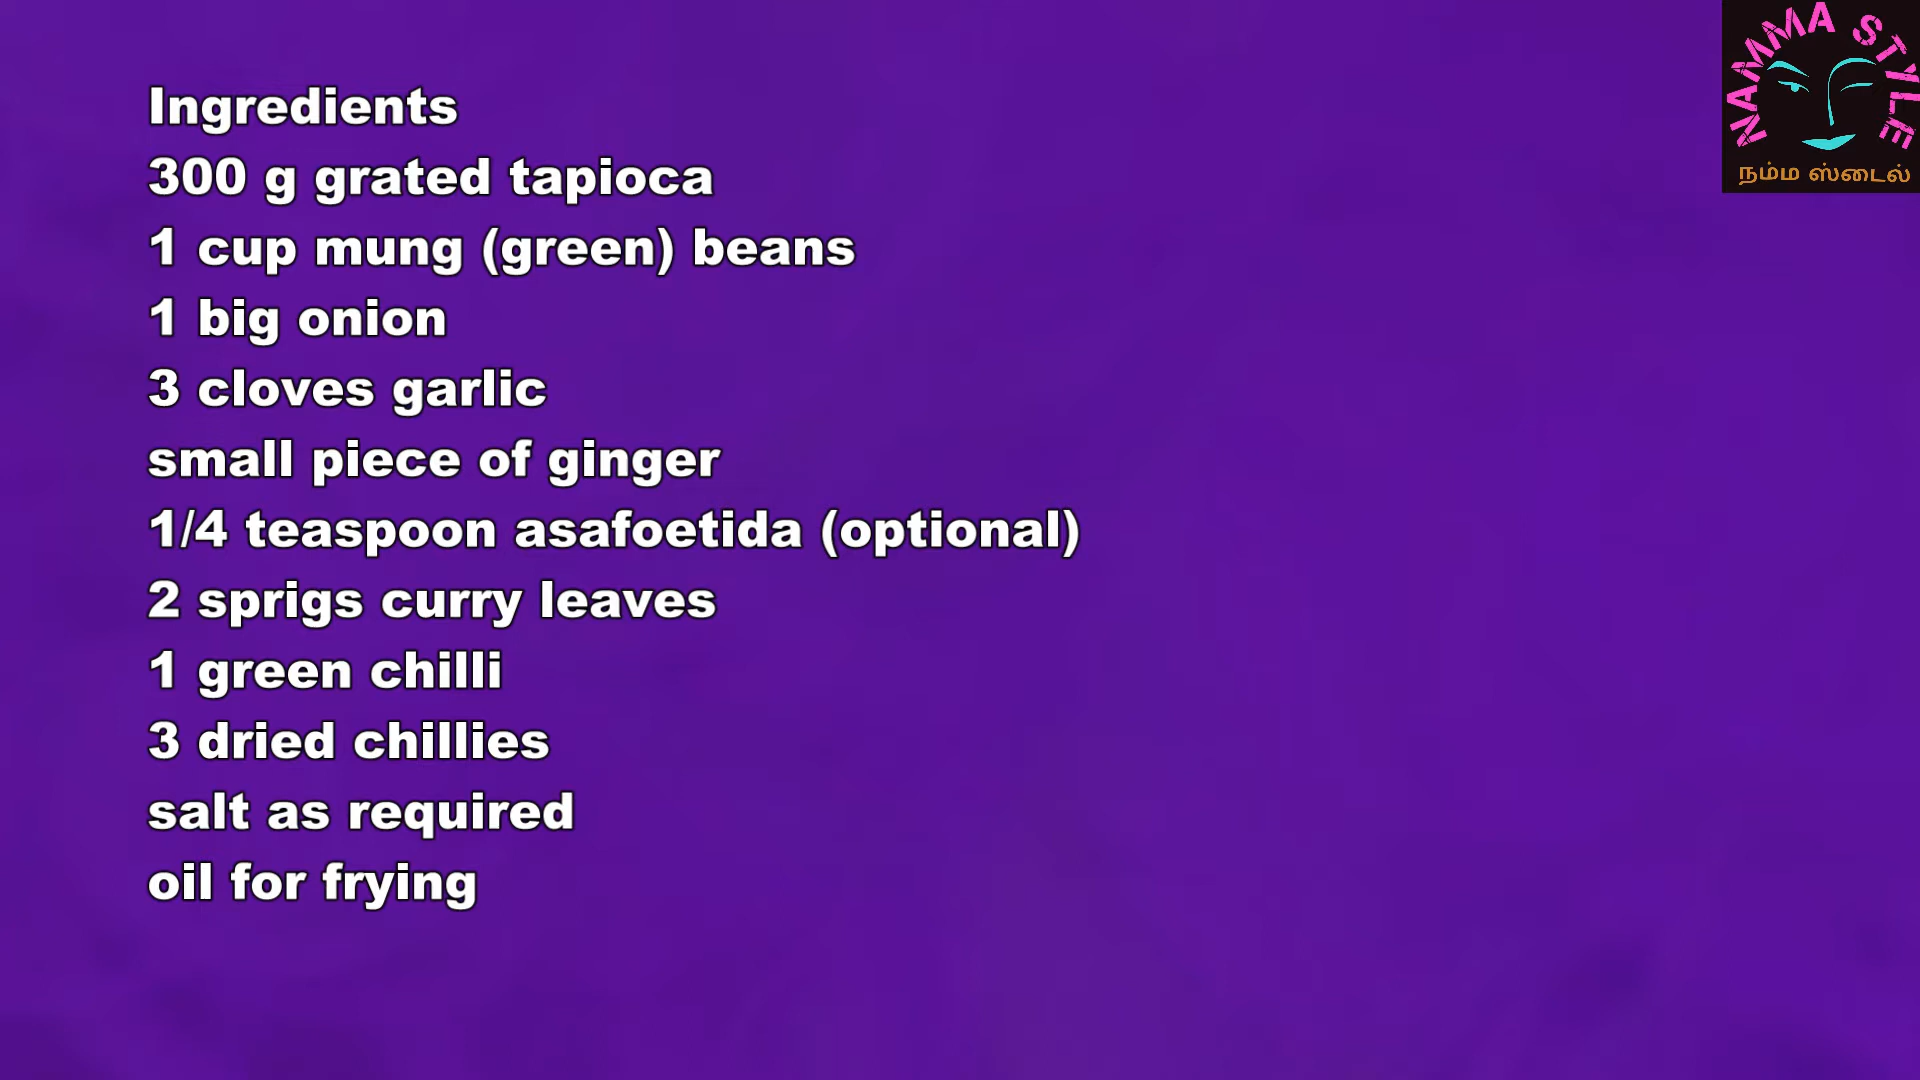 Ingredients
300 g grated tapioca
1 cup mung (green) beans
1 big onion
3 cloves garlic
small piece of ginger
1/4 teaspoon asafoetida (optional)
2 sprigs curry leaves
1 green chilli
3 dried chillies
salt as required
oil for frying
NAMMA STYLE
நம்ம ஸ்டைல்